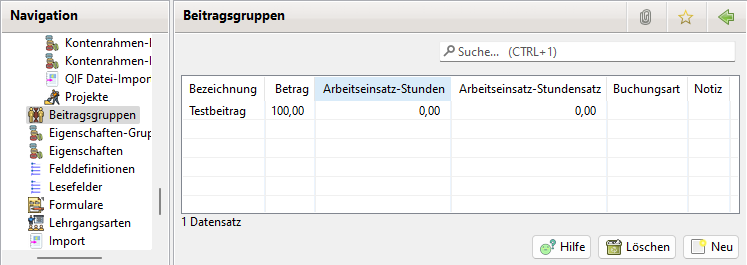 Navigation
Kontenrahmen-
Kontenrahmen-
QIF Datei-Impor
Projekte
Beitragsgruppen
Eigenschaften-Grup
Eigenschaften
Felddefinitionen
Lesefelder
Formulare
Lehrgangsarten
Import
Beitragsgruppen
Suche... (CTRL+1)
Bezeichnung Betrag Arbeitseinsatz-Stunden Arbeitseinsatz-Stundensatz Buchungsart Notiz
Testbeitrag 100,00 0,00 0,00
1 Datensatz
Hilfe Löschen Neu